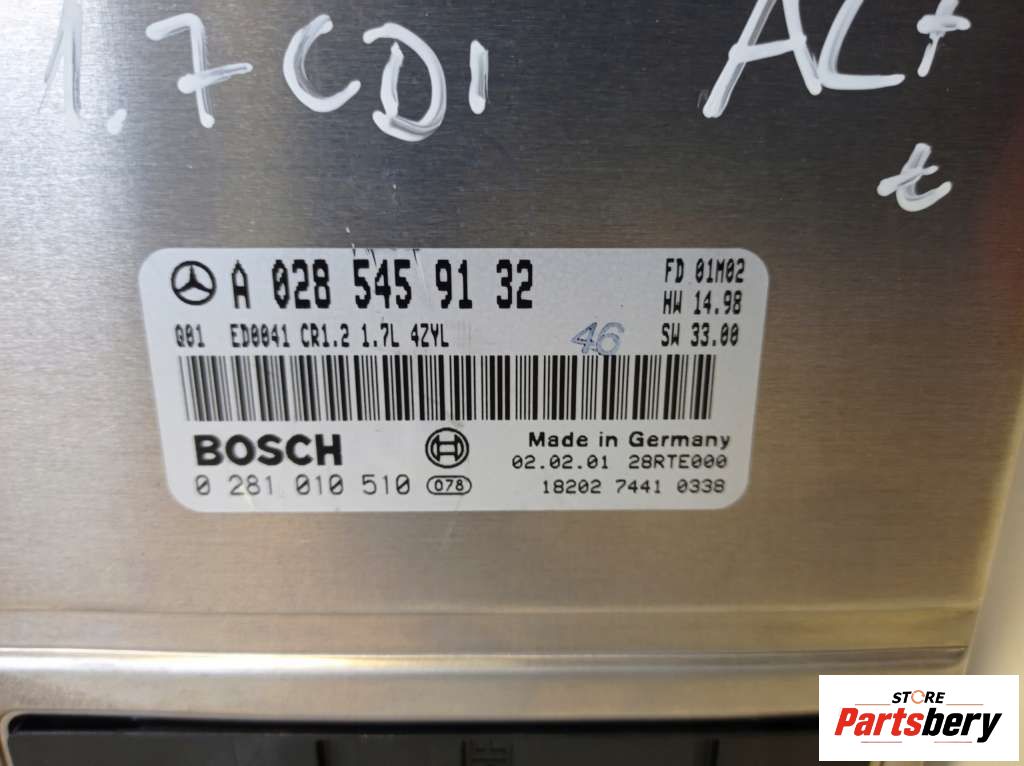 1.7 CDI
A 028 545 91 32
FD 01M02
HW 14.98
Q01 ED0041 CR1.2 1.7L 4ZYL
46
SW 33.00
BOSCH
Made in Germany
02.02.01 28RTE000
0 281 010 510 078
18202 7441 0338
STORE
Partsbery